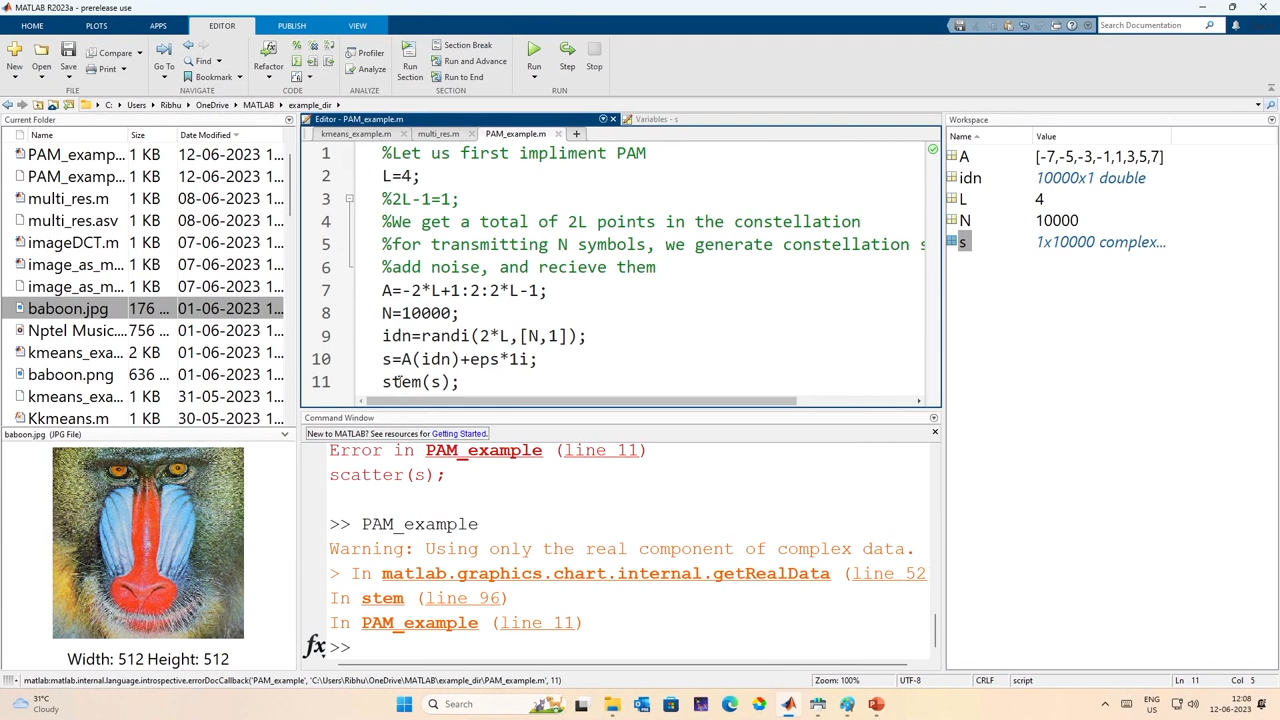 MATLAB R2023a - prerelease use
HOME PLOTS APPS EDITOR PUBLISH VIEW
Search Documentation
New Open Save Compare Print Go To Find Bookmark Refactor Profiler Analyze Run Section Section Break Run and Advance Run to End Run Step Stop
FILE NAVIGATE CODE ANALYZE SECTION RUN
C: Users Ribhu OneDrive MATLAB example_dir
Current Folder
Name Size Date Modified
PAM_examp... 1 KB 12-06-2023 1...
PAM_examp... 1 KB 12-06-2023 1...
multi_res.m 1 KB 08-06-2023 1...
multi_res.asv 1 KB 08-06-2023 1...
imageDCT.m 1 KB 07-06-2023 1...
image_as_m... 1 KB 07-06-2023 1...
image_as_m... 1 KB 07-06-2023 1...
baboon.jpg 176 ... 01-06-2023 1...
Nptel Music.... 756 ... 01-06-2023 1...
kmeans_exa... 2 KB 01-06-2023 1...
baboon.png 636 ... 01-06-2023 1...
kmeans_exa... 1 KB 31-05-2023 1...
Kkmeans.m 1 KB 30-05-2023 1...
baboon.jpg (JPG File)
Width: 512 Height: 512
Editor - PAM_example.m
Variables - s
kmeans_example.m multi_res.m PAM_example.m
1 %Let us first impliment PAM
2 L=4;
3 %2L-1=1;
4 %We get a total of 2L points in the constellation
5 %for transmitting N symbols, we generate constellation s
6 %add noise, and recieve them
7 A=-2*L+1:2:2*L-1;
8 N=10000;
9 idn=randi(2*L,[N,1]);
10 s=A(idn)+eps*1i;
11 stem(s);
Command Window
New to MATLAB? See resources for Getting Started.
Error in PAM_example (line 11)
scatter(s);
>> PAM_example
Warning: Using only the real component of complex data.
> In matlab.graphics.chart.internal.getRealData (line 52
In stem (line 96)
In PAM_example (line 11)
fx >>
Workspace
Name Value
A [-7,-5,-3,-1,1,3,5,7]
idn 10000x1 double
L 4
N 10000
s 1x10000 complex...
matlab:matlab.internal.language.introspective.errorDocCallback('PAM_example', 'C:\Users\Ribhu\OneDrive\MATLAB\example_dir\PAM_example.m', 11)
Zoom: 100% UTF-8 CRLF script Ln 11 Col 5
31°C
Cloudy
Search
ENG
US
12:08
12-06-2023